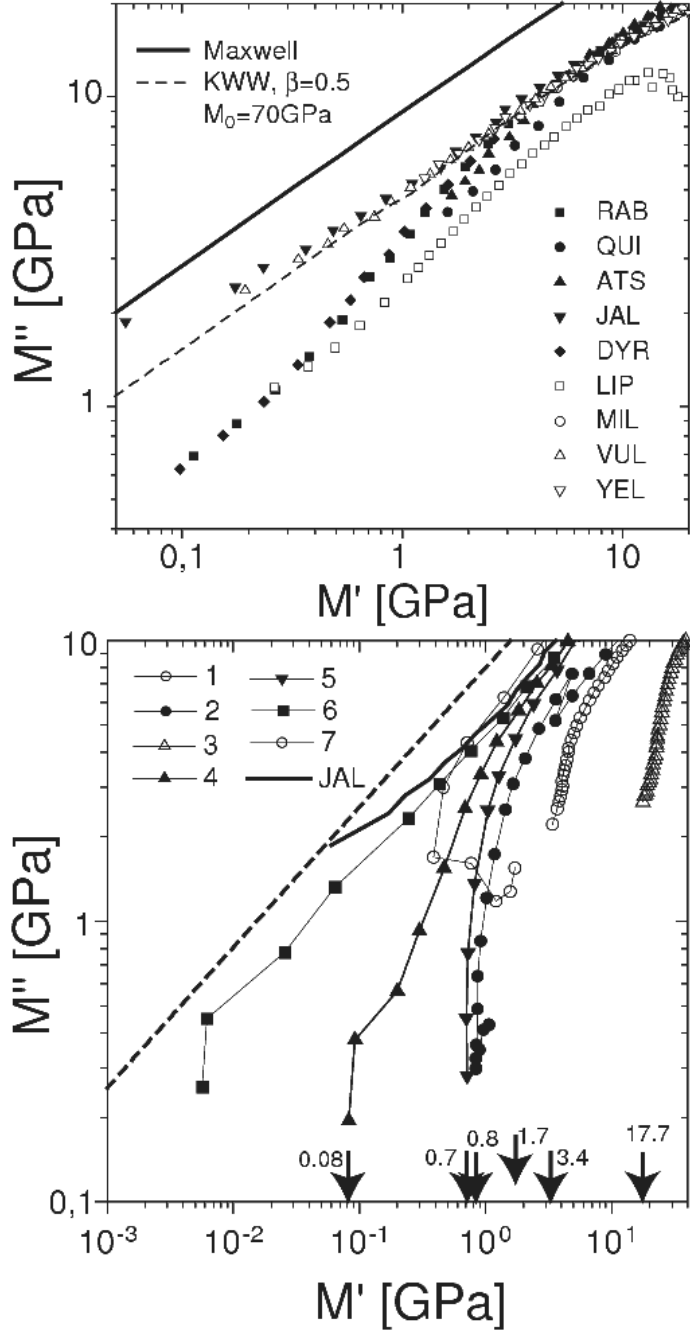 Maxwell
KWW, β=0.5
M₀=70GPa
10
1
M" [GPa]
RAB
QUI
ATS
JAL
DYR
LIP
MIL
VUL
YEL
0,1
1
10
M' [GPa]
10
1
0,1
M" [GPa]
1
2
3
4
5
6
7
JAL
0.08
0.7
0.8
1.7
3.4
17.7
10⁻³
10⁻²
10⁻¹
10⁰
10¹
M' [GPa]